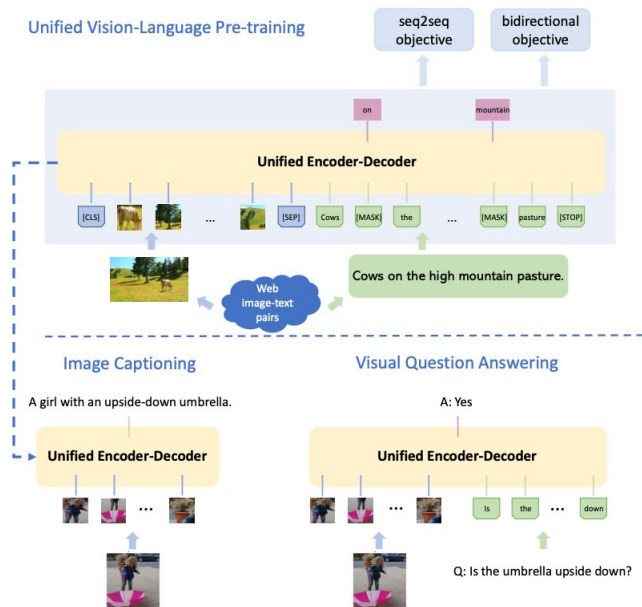 Unified Vision-Language Pre-training
seq2seq
objective
bidirectional
objective
on
mountain
Unified Encoder-Decoder
[CLS]
...
[SEP]
Cows
[MASK]
the
...
[MASK]
pasture
[STOP]
Web
image-text
pairs
Cows on the high mountain pasture.
Image Captioning
Visual Question Answering
A girl with an upside-down umbrella.
A: Yes
Unified Encoder-Decoder
Unified Encoder-Decoder
...
...
Is
the
...
down
Q: Is the umbrella upside down?